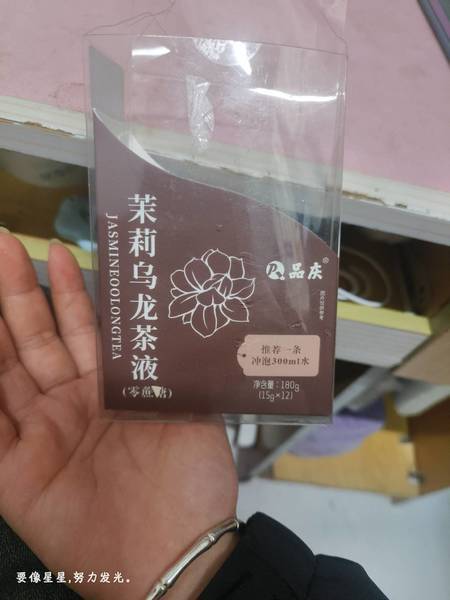 茉莉乌龙茶液
JASMINEOOLONGTEA
(零蔗糖)
品庆®
推荐一条
冲泡300ml水
净含量:180g
(15g×12)
要像星星,努力发光。